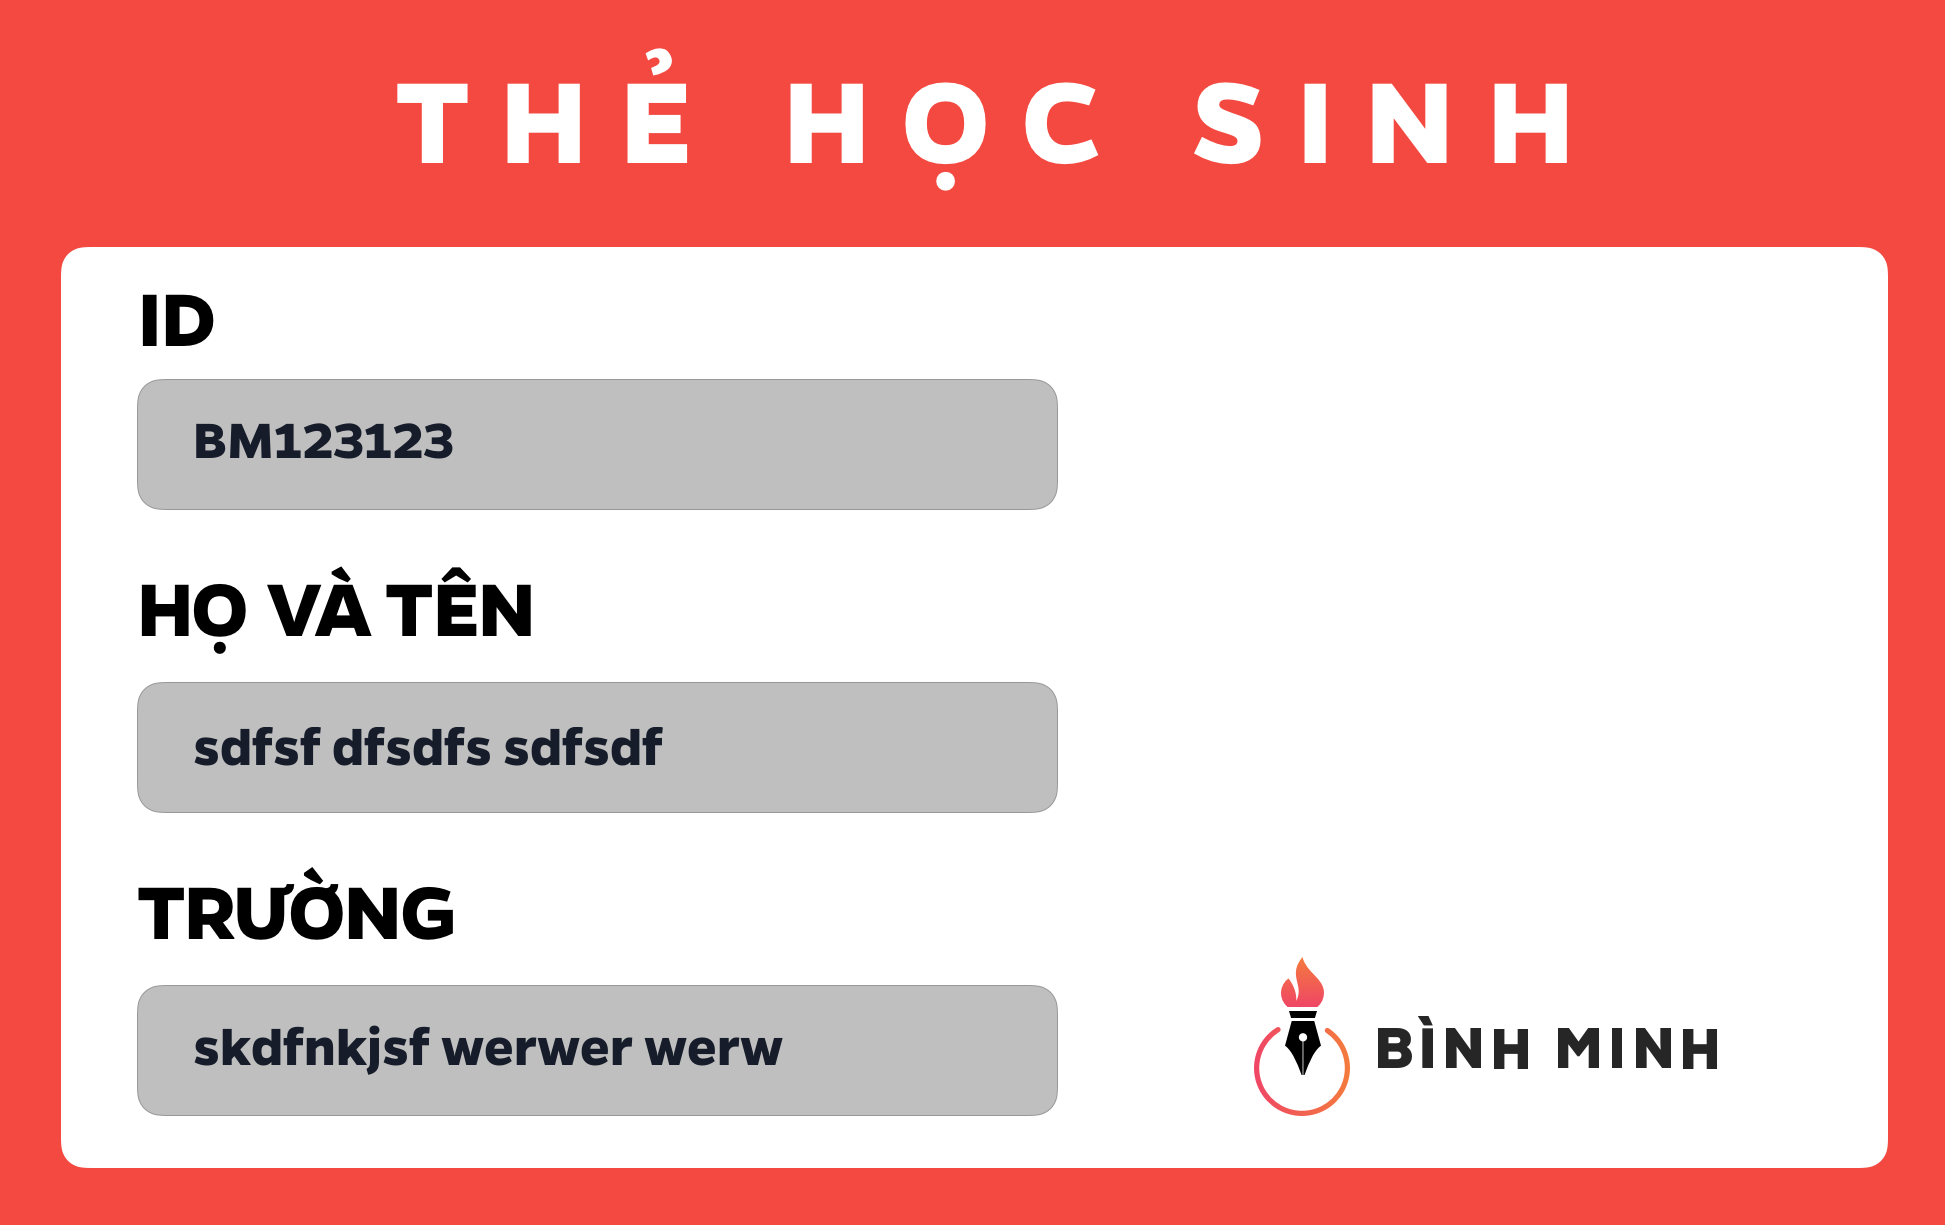 THẺ HỌC SINH
ID
BM123123
HỌ VÀ TÊN
sdfsf dfsdfs sdfsdf
TRƯỜNG
skdfnkjsf werwer werw
BÌNH MINH